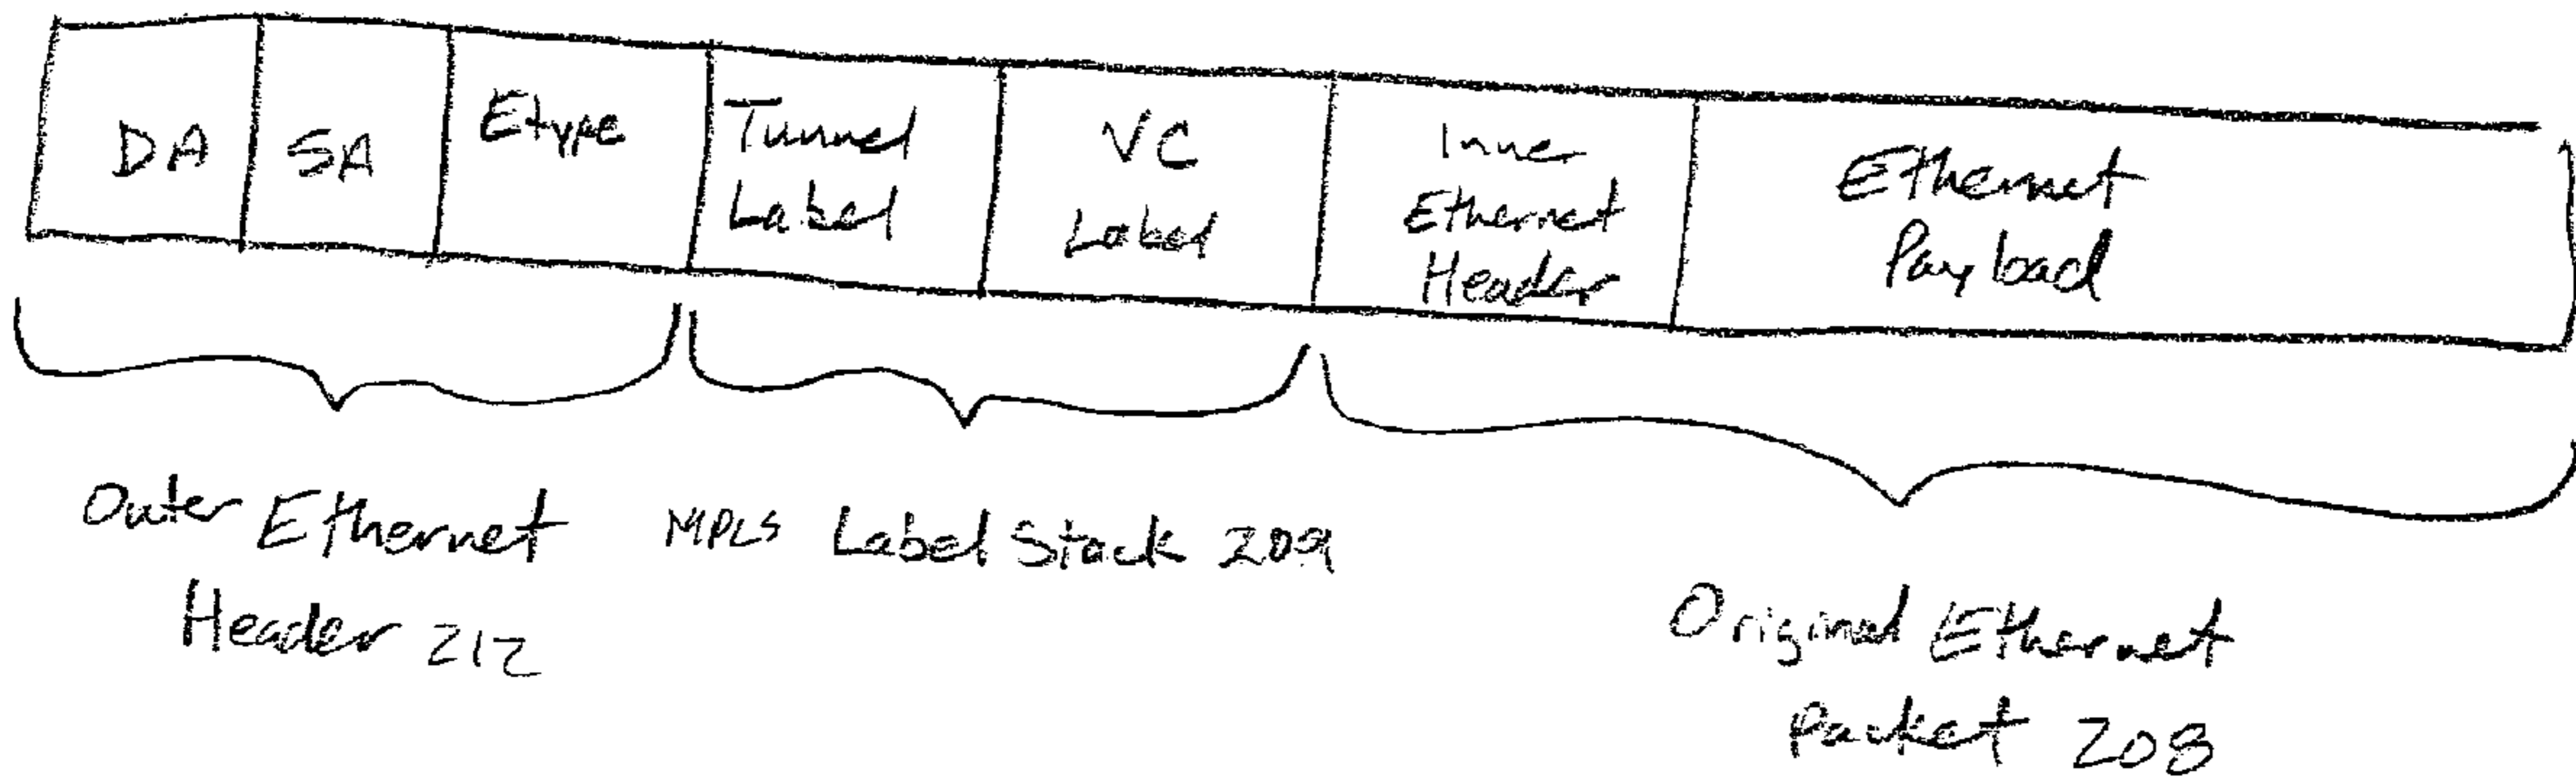 DA
SA
Etype
Tunnel
Label
VC
Label
Inner
Ethernet
Header
Ethernet
Payload
Outer Ethernet
Header 212
MPLS Label Stack 209
Original Ethernet
Packet 208